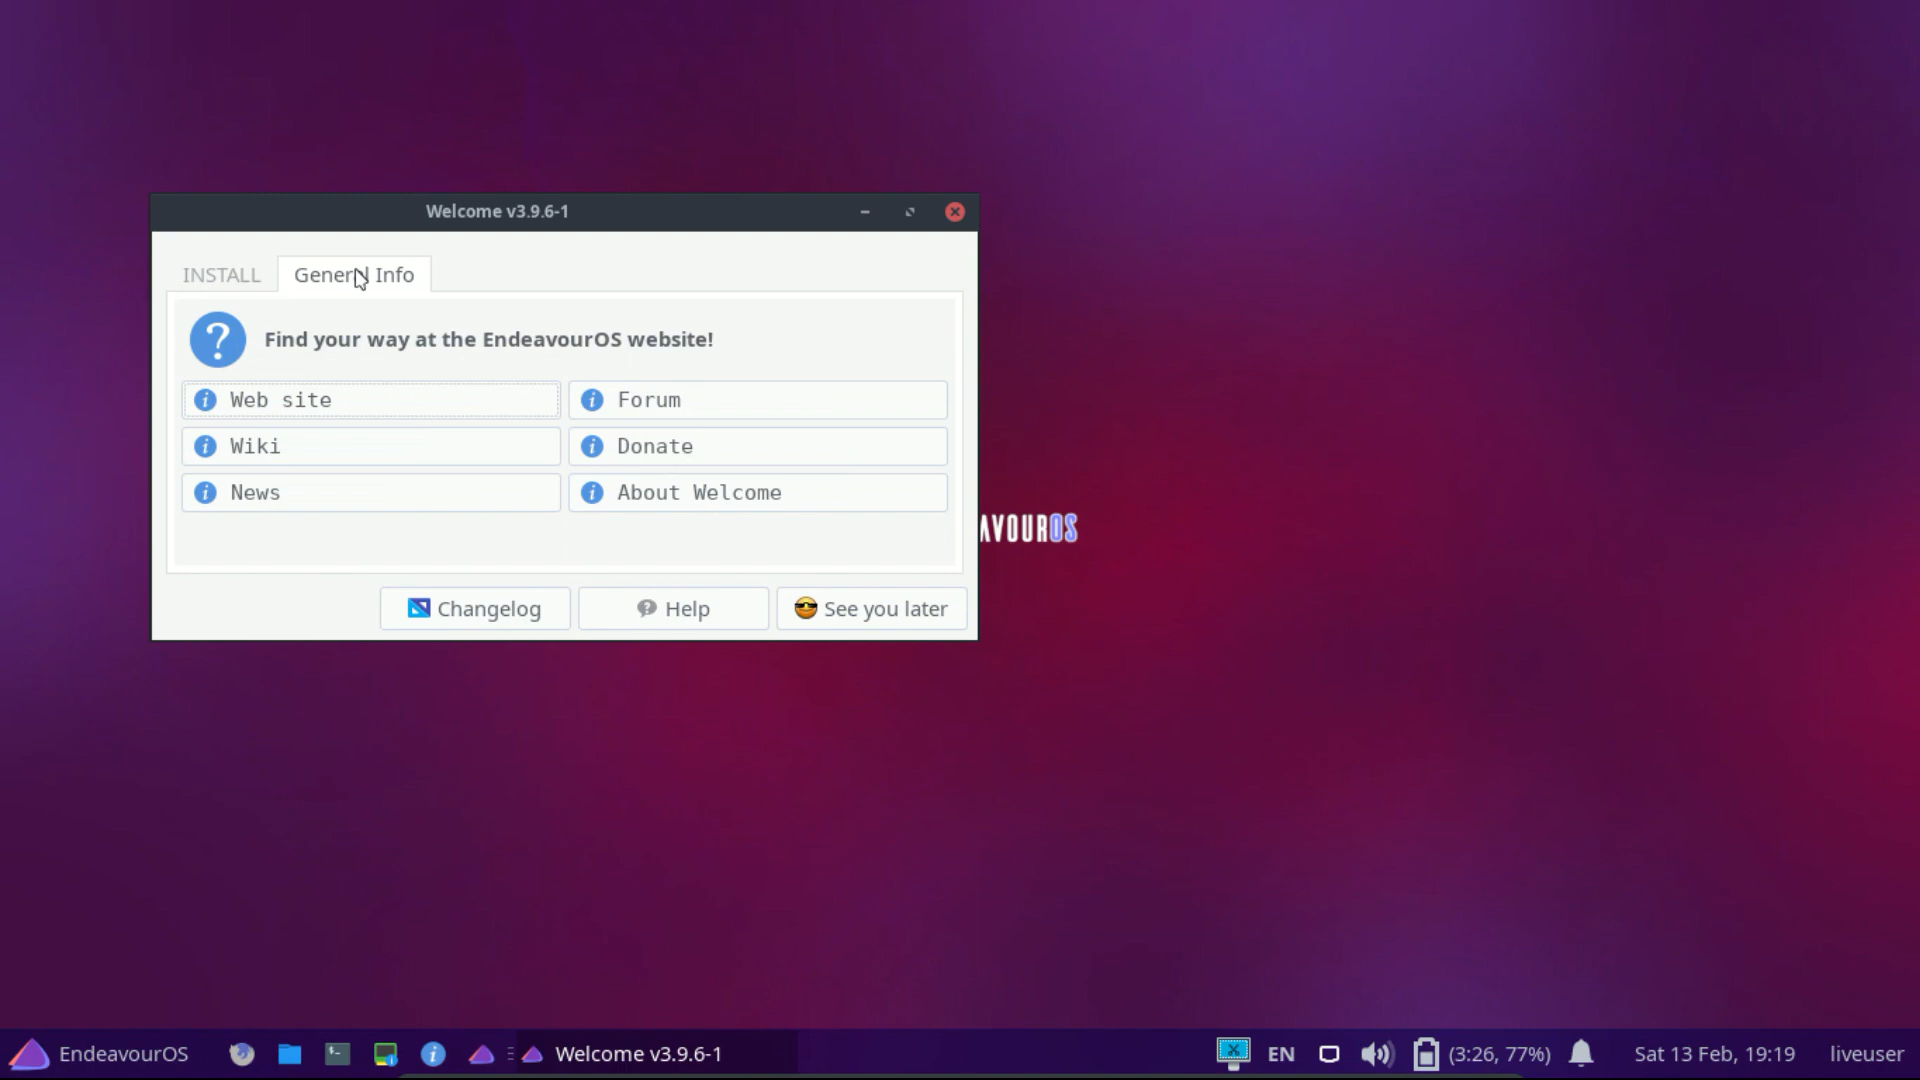 Welcome v3.9.6-1
INSTALL General Info
Find your way at the EndeavourOS website!
Web site Forum
Wiki Donate
News About Welcome
AVOUROS
Changelog Help See you later
EndeavourOS Welcome v3.9.6-1 EN (3:26, 77%) Sat 13 Feb, 19:19 liveuser